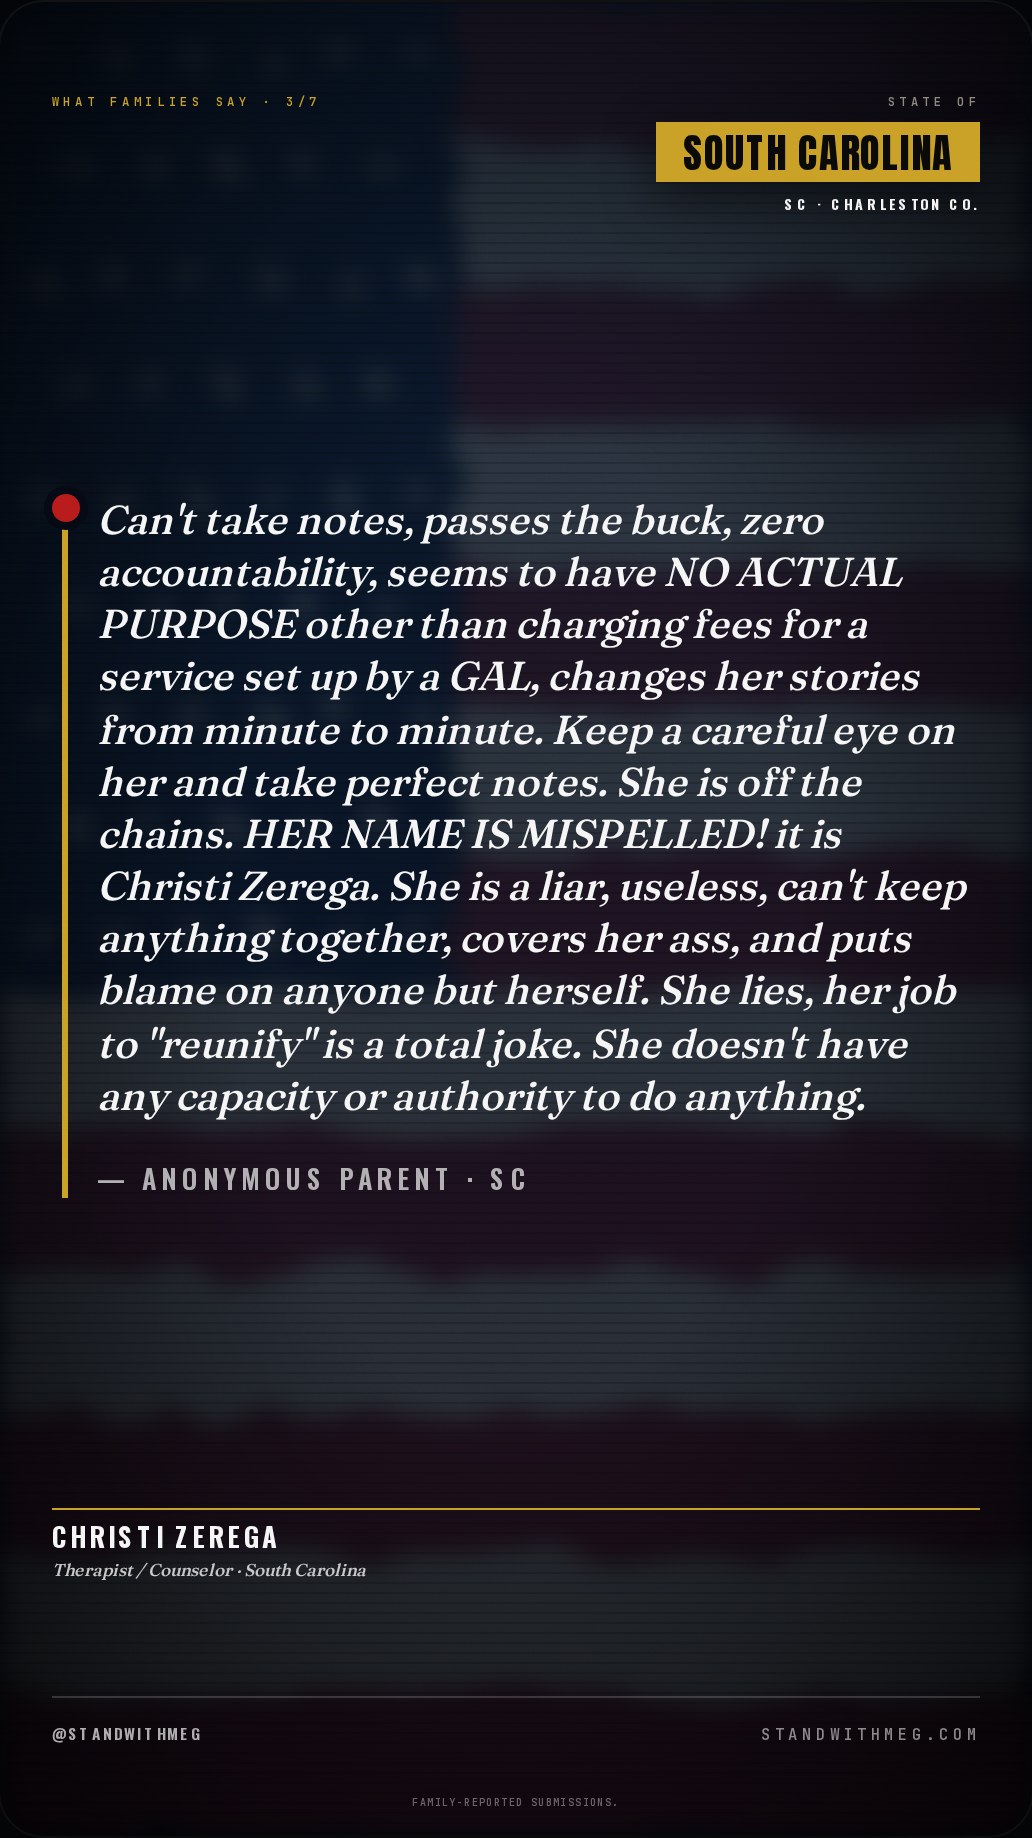 WHAT FAMILIES SAY · 3/7
STATE OF
SOUTH CAROLINA
SC · CHARLESTON CO.
Can't take notes, passes the buck, zero
accountability, seems to have NO ACTUAL
PURPOSE other than charging fees for a
service set up by a GAL, changes her stories
from minute to minute. Keep a careful eye on
her and take perfect notes. She is off the
chains. HER NAME IS MISPELLED! it is
Christi Zerega. She is a liar, useless, can't keep
anything together, covers her ass, and puts
blame on anyone but herself. She lies, her job
to "reunify" is a total joke. She doesn't have
any capacity or authority to do anything.
— ANONYMOUS PARENT · SC
CHRISTI ZEREGA
Therapist / Counselor · South Carolina
@STANDWITHMEG
STANDWITHMEG.COM
FAMILY-REPORTED SUBMISSIONS.